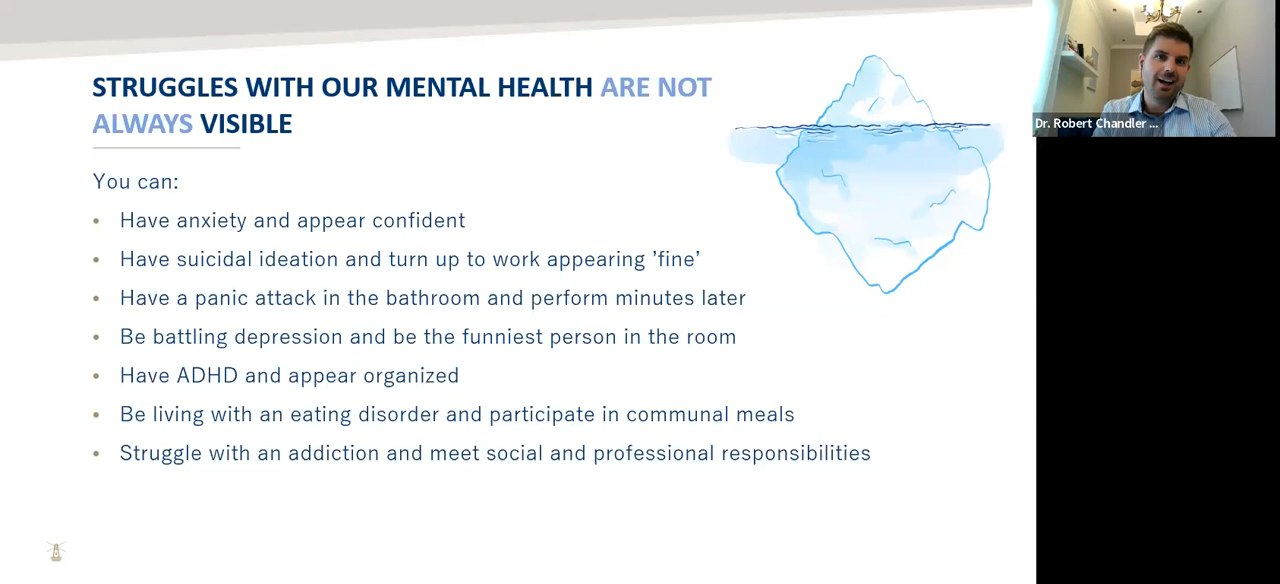 STRUGGLES WITH OUR MENTAL HEALTH ARE NOT
ALWAYS VISIBLE
You can:
• Have anxiety and appear confident
• Have suicidal ideation and turn up to work appearing ’fine’
• Have a panic attack in the bathroom and perform minutes later
• Be battling depression and be the funniest person in the room
• Have ADHD and appear organized
• Be living with an eating disorder and participate in communal meals
• Struggle with an addiction and meet social and professional responsibilities
Dr. Robert Chandler ...